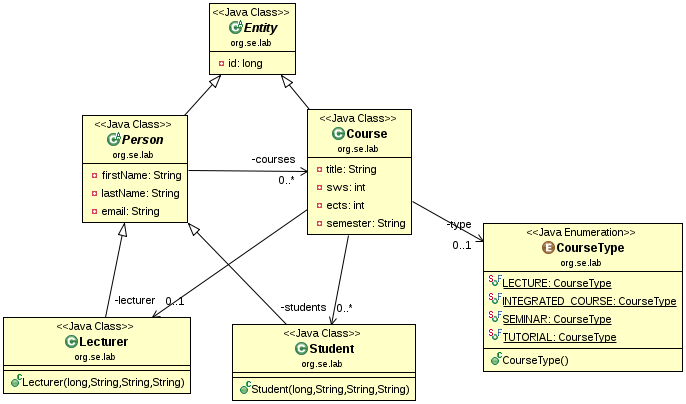 <<Java Class>>
Entity
org.se.lab
id: long
<<Java Class>>
Person
org.se.lab
firstName: String
lastName: String
email: String
<<Java Class>>
Course
org.se.lab
title: String
sws: int
ects: int
semester: String
-courses
0..*
-type
0..1
<<Java Enumeration>>
CourseType
org.se.lab
LECTURE: CourseType
INTEGRATED_COURSE: CourseType
SEMINAR: CourseType
TUTORIAL: CourseType
CourseType()
-lecturer
0..1
-students
0..*
<<Java Class>>
Lecturer
org.se.lab
Lecturer(long,String,String,String)
<<Java Class>>
Student
org.se.lab
Student(long,String,String,String)